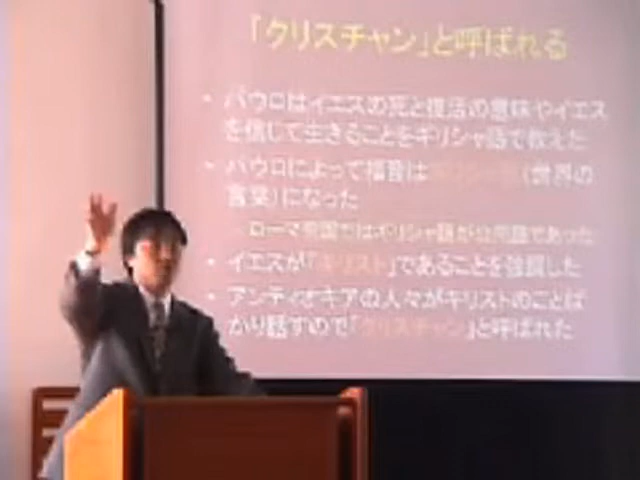 「クリスチャン」と呼ばれる
• パウロはイエスの死と復活の意味やイエス
を信じて生きることをギリシャ語で教えた
• パウロによって福音はギリシャ語(世界の
言葉)になった
–ローマ帝国ではギリシャ語が公用語であった
• イエスが「キリスト」であることを強調した
• アンティオキアの人々がキリストのことば
かり話すので「クリスチャン」と呼ばれた